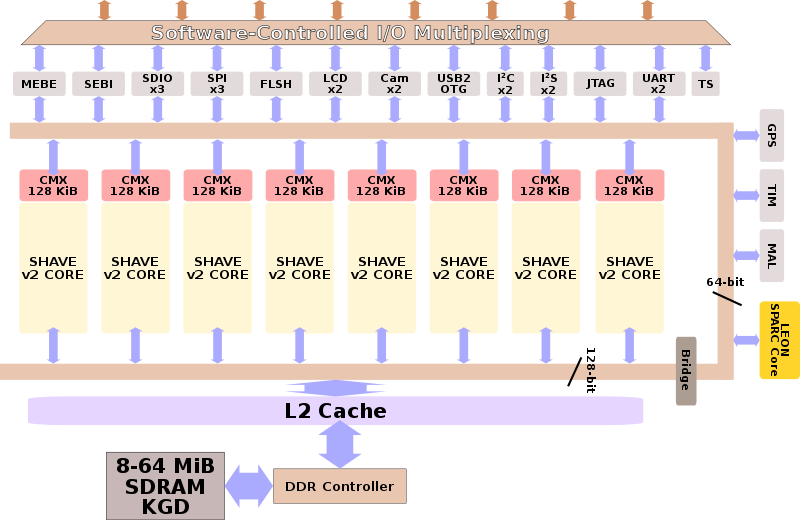 Software-Controlled I/O Multiplexing
MEBE
SEBI
SDIO
x3
SPI
x3
FLSH
LCD
x2
Cam
x2
USB2
OTG
I²C
x2
I²S
x2
JTAG
UART
x2
TS
GPS
TIM
MAL
CMX
128 KiB
CMX
128 KiB
CMX
128 KiB
CMX
128 KiB
CMX
128 KiB
CMX
128 KiB
CMX
128 KiB
CMX
128 KiB
SHAVE
v2 CORE
SHAVE
v2 CORE
SHAVE
v2 CORE
SHAVE
v2 CORE
SHAVE
v2 CORE
SHAVE
v2 CORE
SHAVE
v2 CORE
SHAVE
v2 CORE
64-bit
LEON
SPARC Core
128-bit
Bridge
L2 Cache
8-64 MiB
SDRAM
KGD
DDR Controller